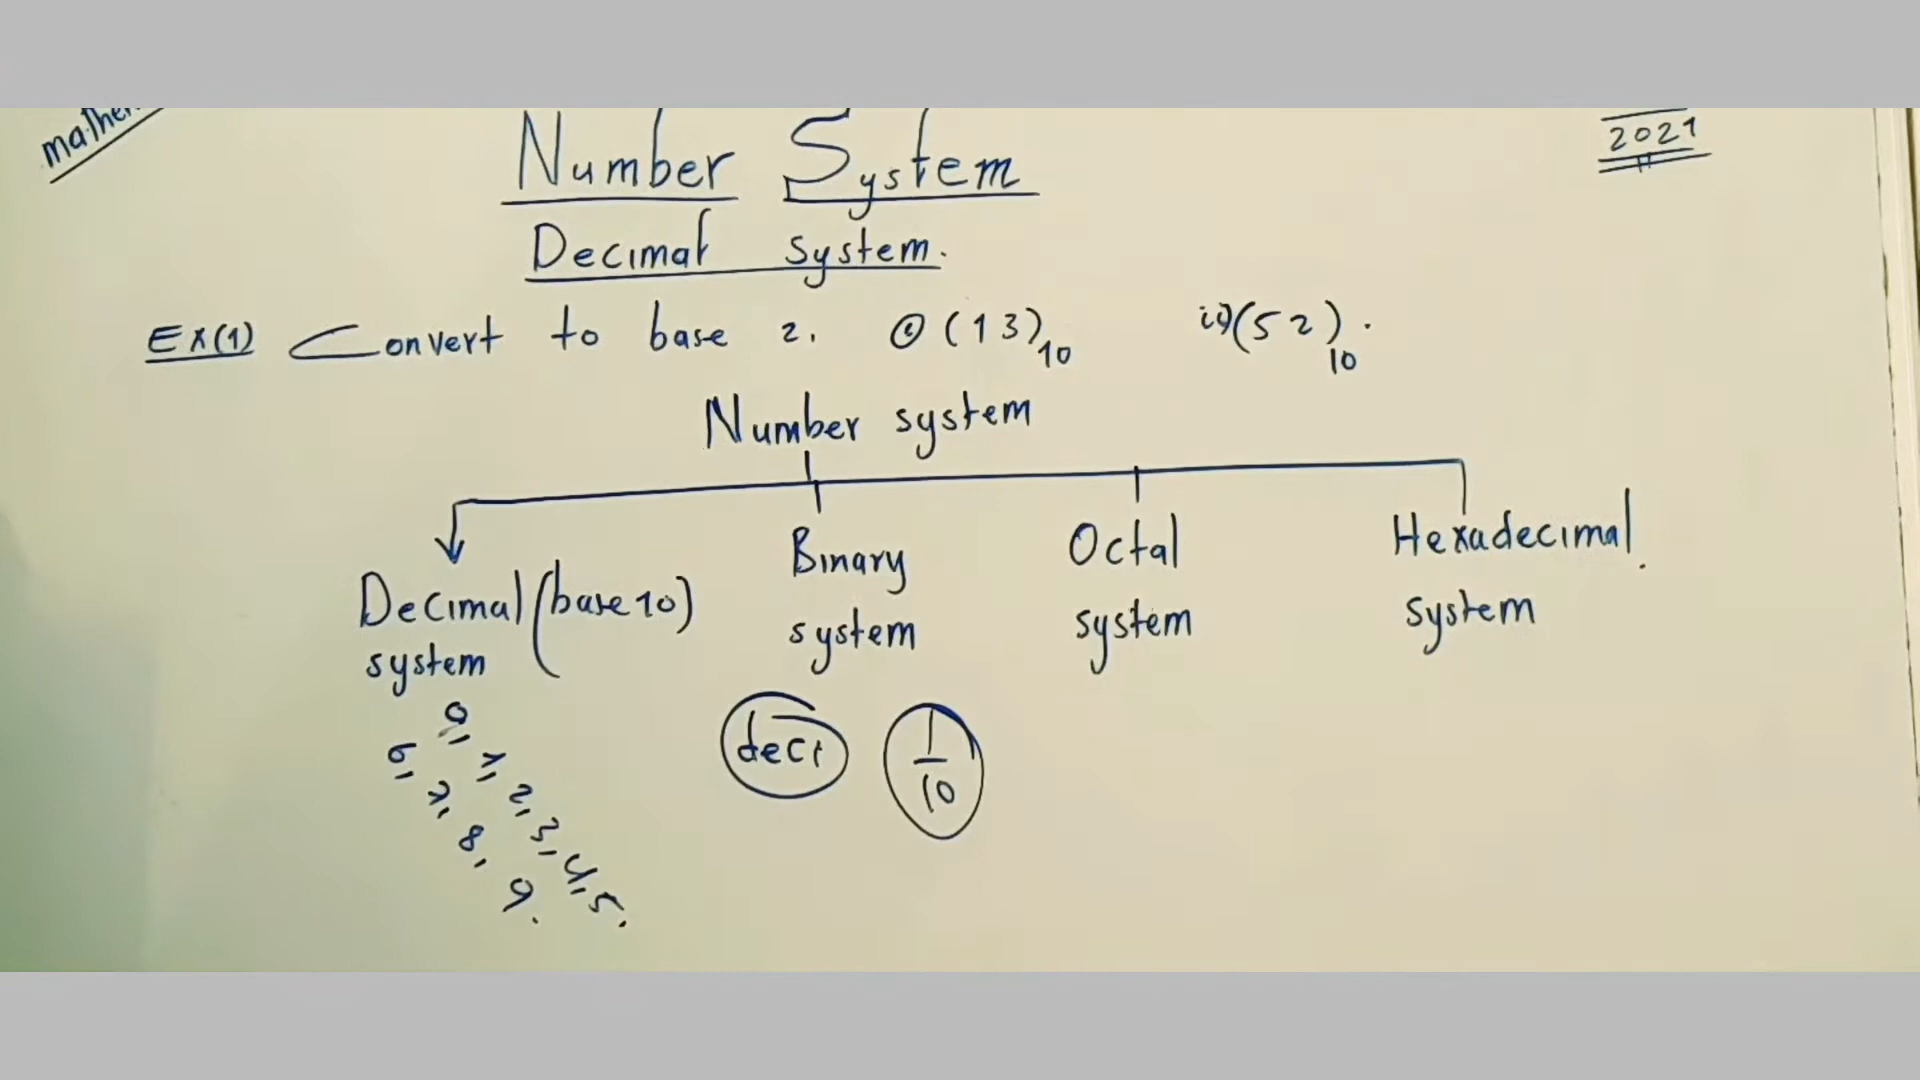 mathe
2021
Number System
Decimal system.
Ex(1) Convert to base 2. (i) (13)10 ii) (52)10.
Number system
Decimal (base 10) system
Binary system
Octal system
Hexadecimal. system
0, 1, 2, 3, 4, 5.
6, 7, 8, 9.
deci
1/10